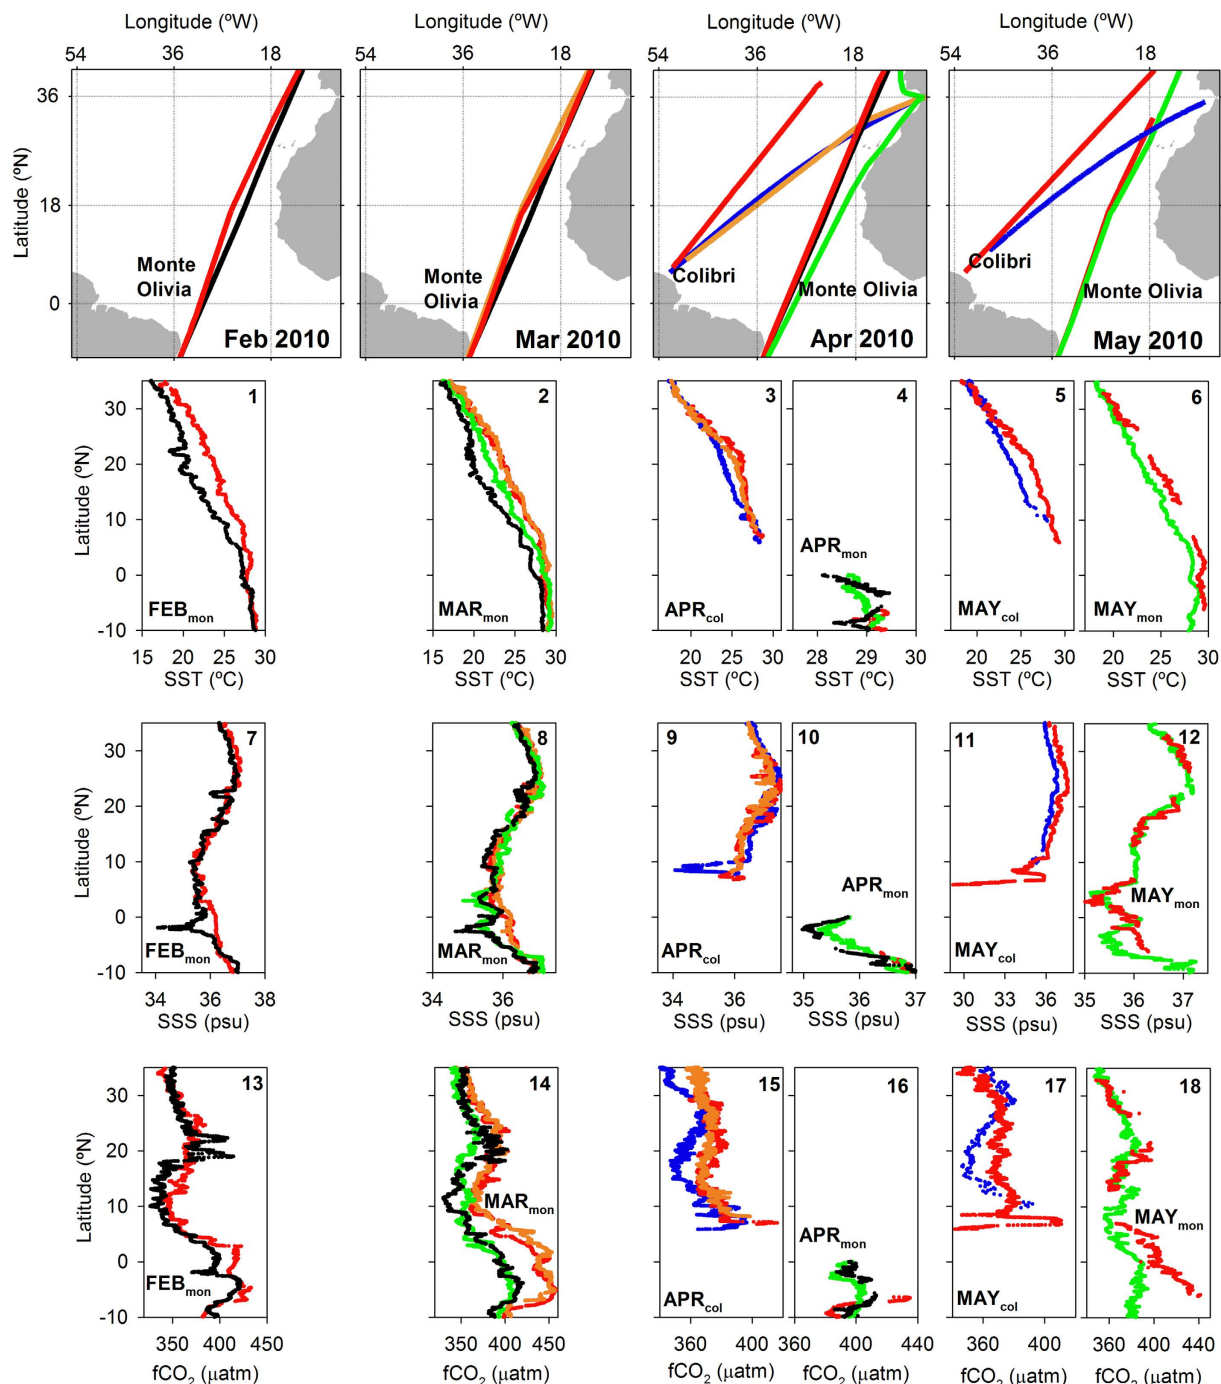 Longitude (ºW) Longitude (ºW) Longitude (ºW) Longitude (ºW)
54 36 18 54 36 18 54 36 18 54 36 18
Latitude (ºN)
36
18
0
Monte
Olivia
Feb 2010
Monte
Olivia
Mar 2010
Colibri
Monte Olivia
Apr 2010
Colibri
Monte Olivia
May 2010
Latitude (ºN)
30
20
10
0
-10
1 2 3 4 5 6
APRmon
FEBmon MARmon APRcol MAYcol MAYmon
15 20 25 30 15 20 25 30 20 25 30 28 29 30 20 25 30 20 25 30
SST (ºC) SST (ºC) SST (ºC) SST (ºC) SST (ºC) SST (ºC)
Latitude (ºN)
30
20
10
0
-10
7 8 9 10 11 12
APRmon
MAYmon
FEBmon MARmon APRcol MAYcol
34 36 38 34 36 34 36 35 36 37 30 33 36 35 36 37
SSS (psu) SSS (psu) SSS (psu) SSS (psu) SSS (psu) SSS (psu)
Latitude (ºN)
30
20
10
0
-10
13 14 15 16 17 18
MARmon
MAYmon
APRmon
FEBmon APRcol MAYcol
350 400 450 350 400 450 360 400 360 400 440 360 400 360 400 440
fCO2 (µatm) fCO2 (µatm) fCO2 (µatm) fCO2 (µatm) fCO2 (µatm) fCO2 (µatm)